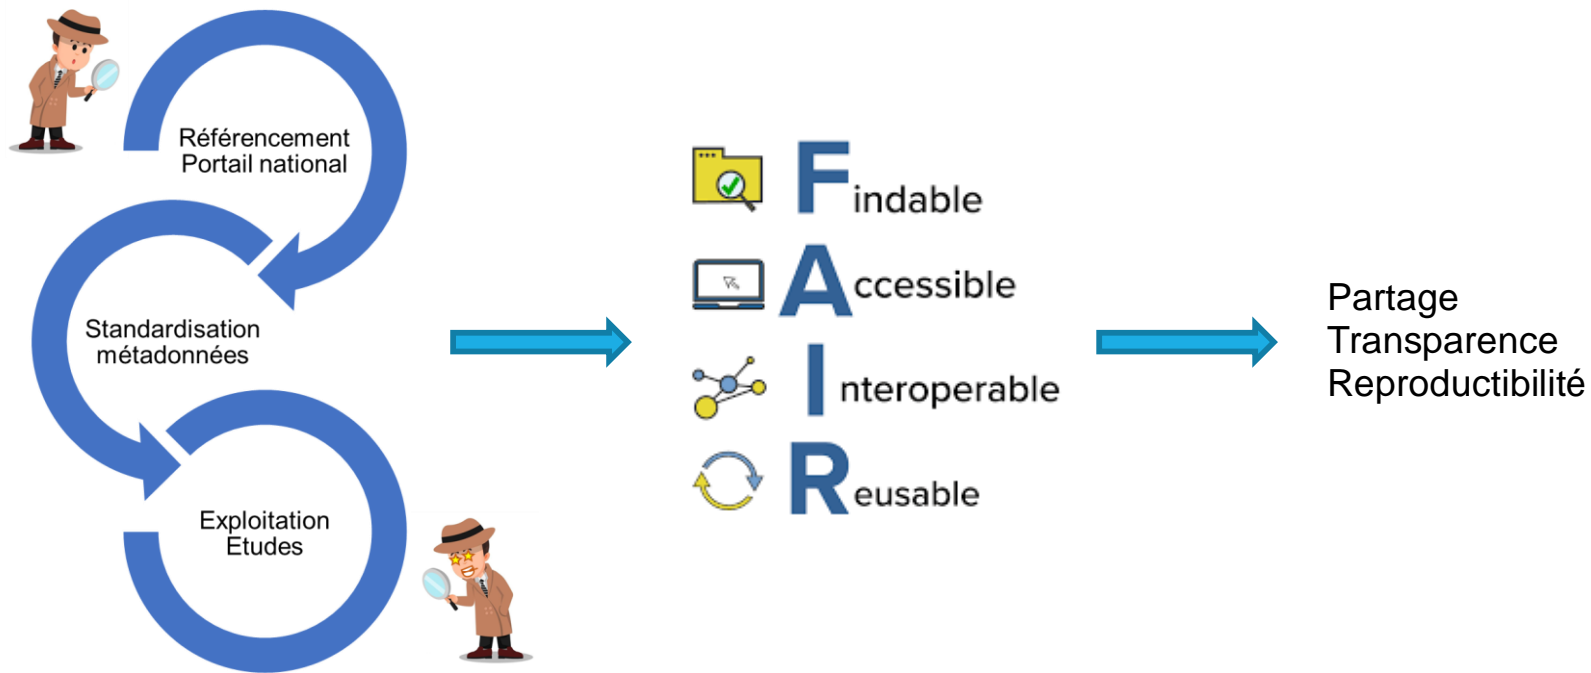 Référencement
Portail national
Standardisation
métadonnées
Exploitation
Etudes
Findable
Accessible
Interoperable
Reusable
Partage
Transparence
Reproductibilité